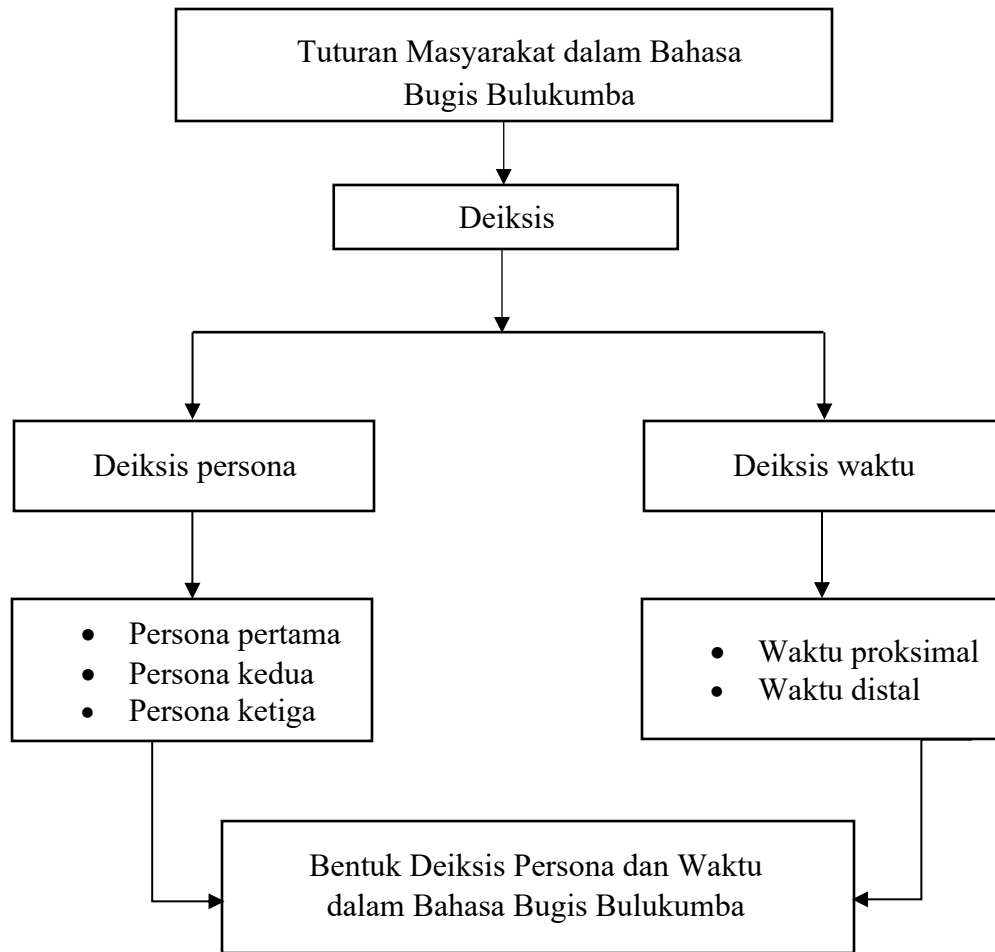 Tuturan Masyarakat dalam Bahasa
Bugis Bulukumba
Deiksis
Deiksis persona
Deiksis waktu
• Persona pertama
• Persona kedua
• Persona ketiga
• Waktu proksimal
• Waktu distal
Bentuk Deiksis Persona dan Waktu
dalam Bahasa Bugis Bulukumba